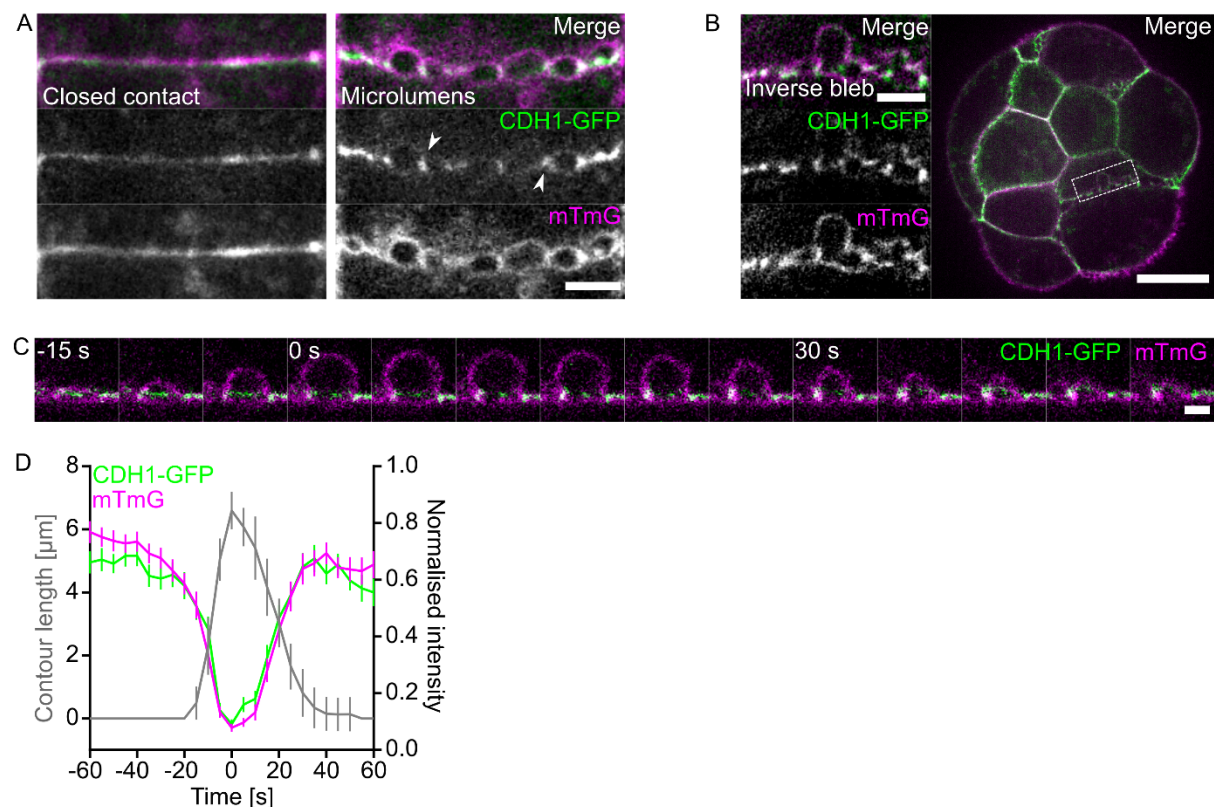 A
Merge
Closed contact
Microlumens
CDH1-GFP
mTmG
B
Merge
Inverse bleb
CDH1-GFP
mTmG
Merge
C
-15 s
0 s
30 s
CDH1-GFP mTmG
D
CDH1-GFP
mTmG
Contour length [µm]
8
6
4
2
0
Normalised intensity
1.0
0.8
0.6
0.4
0.2
0.0
-60 -40 -20 0 20 40 60
Time [s]